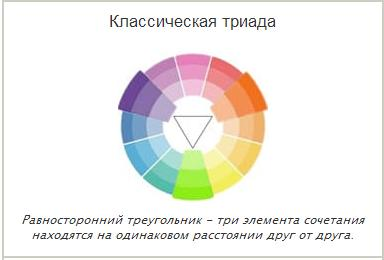 Классическая триада
Равносторонний треугольник – три элемента сочетания
находятся на одинаковом расстоянии друг от друга.